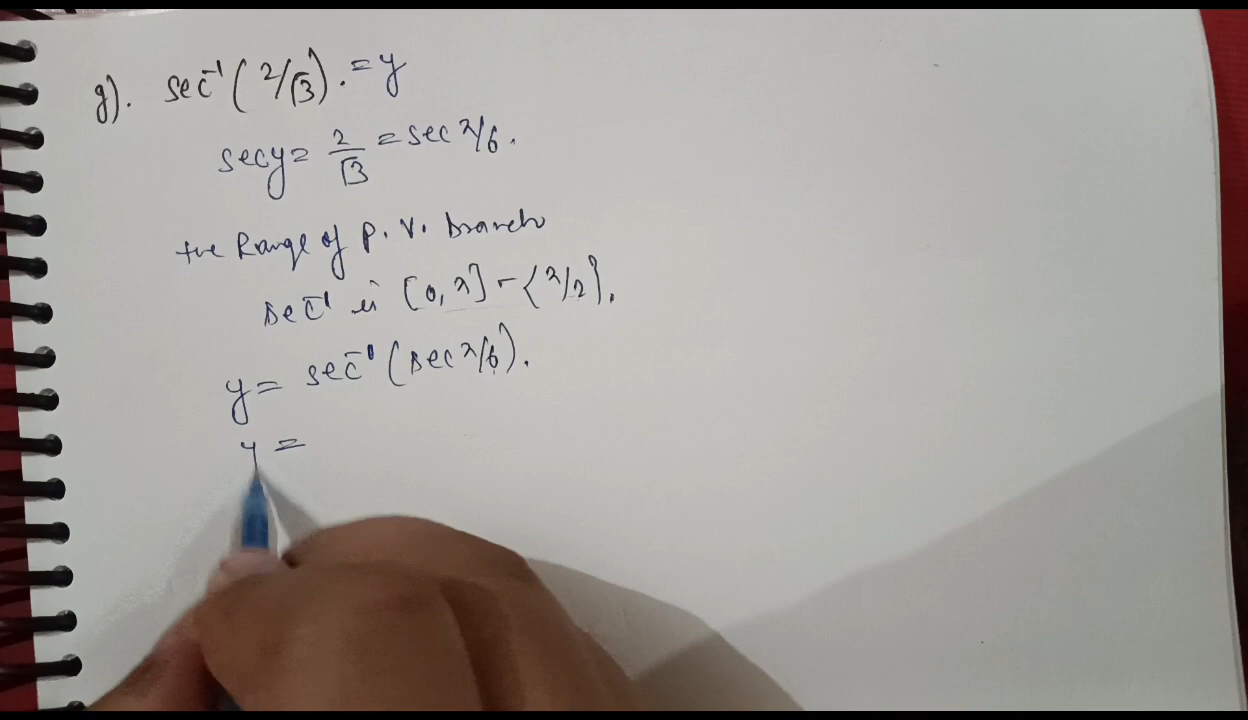 g). sec⁻¹(2/√3). = y
secy = 2/√3 = sec π/6.
the Range of P. V. branch
sec⁻¹ is [0, π] - {π/2}.
y = sec⁻¹(sec π/6).
y =